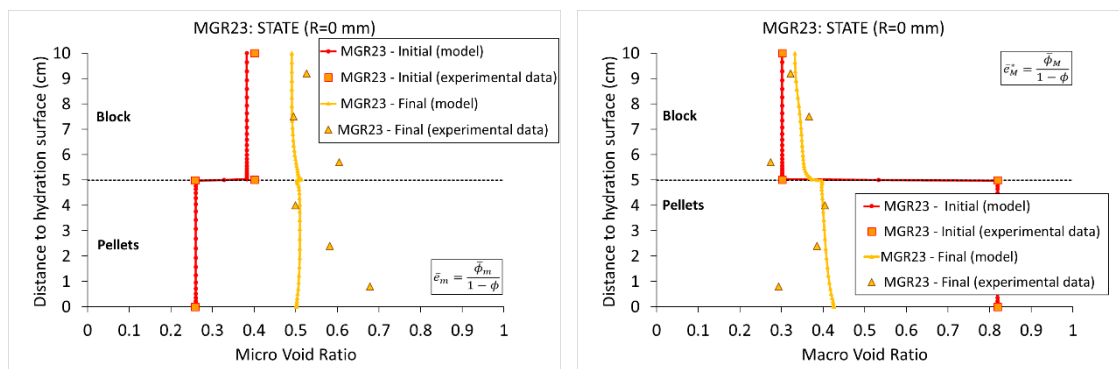 MGR23: STATE (R=0 mm)
Distance to hydration surface (cm)
10
9
8
7
6
5
4
3
2
1
0
Block
Pellets
MGR23 - Initial (model)
MGR23 - Initial (experimental data)
MGR23 - Final (model)
MGR23 - Final (experimental data)
ē_m = ϕ̄_m / (1 − ϕ)
0 0.1 0.2 0.3 0.4 0.5 0.6 0.7 0.8 0.9 1
Micro Void Ratio
MGR23: STATE (R=0 mm)
Distance to hydration surface (cm)
10
9
8
7
6
5
4
3
2
1
0
Block
Pellets
ē*_M = ϕ̄_M / (1 − ϕ)
MGR23 - Initial (model)
MGR23 - Initial (experimental data)
MGR23 - Final (model)
MGR23 - Final (experimental data)
0 0.1 0.2 0.3 0.4 0.5 0.6 0.7 0.8 0.9 1
Macro Void Ratio